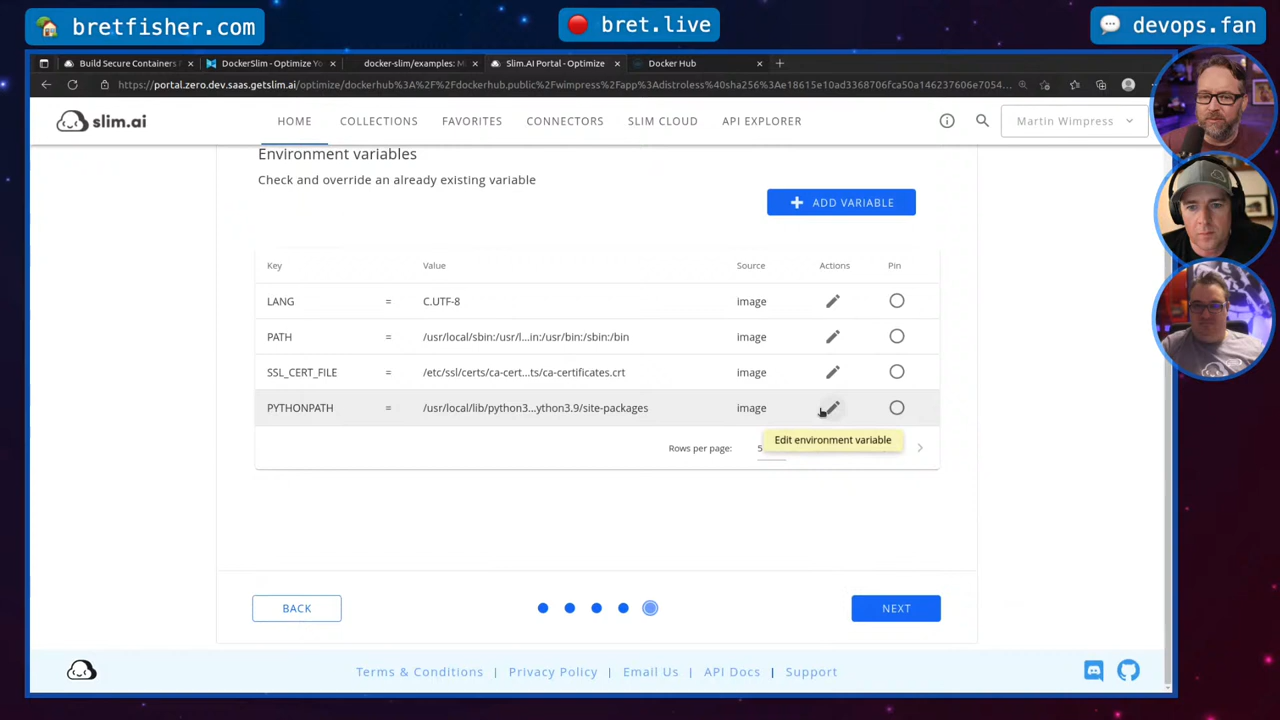 bretfisher.com
bret.live
devops.fan
Build Secure Containers
DockerSlim - Optimize Yo
docker-slim/examples: M
Slim.AI Portal - Optimize
Docker Hub
https://portal.zero.dev.saas.getslim.ai/optimize/dockerhub%3A%2F%2Fdockerhub.public%2Fwimpress%2Fapp%3Adistroless%40sha256%3Ae18615e10ad3368706fca50a146237606e7054...
slim.ai
HOME
COLLECTIONS
FAVORITES
CONNECTORS
SLIM CLOUD
API EXPLORER
Martin Wimpress
Environment variables
Check and override an already existing variable
+ ADD VARIABLE
Key Value Source Actions Pin
LANG = C.UTF-8 image
PATH = /usr/local/sbin:/usr/l...in:/usr/bin:/sbin:/bin image
SSL_CERT_FILE = /etc/ssl/certs/ca-cert...ts/ca-certificates.crt image
PYTHONPATH = /usr/local/lib/python3...ython3.9/site-packages image
Rows per page: 5
Edit environment variable
BACK
NEXT
Terms & Conditions | Privacy Policy | Email Us | API Docs | Support